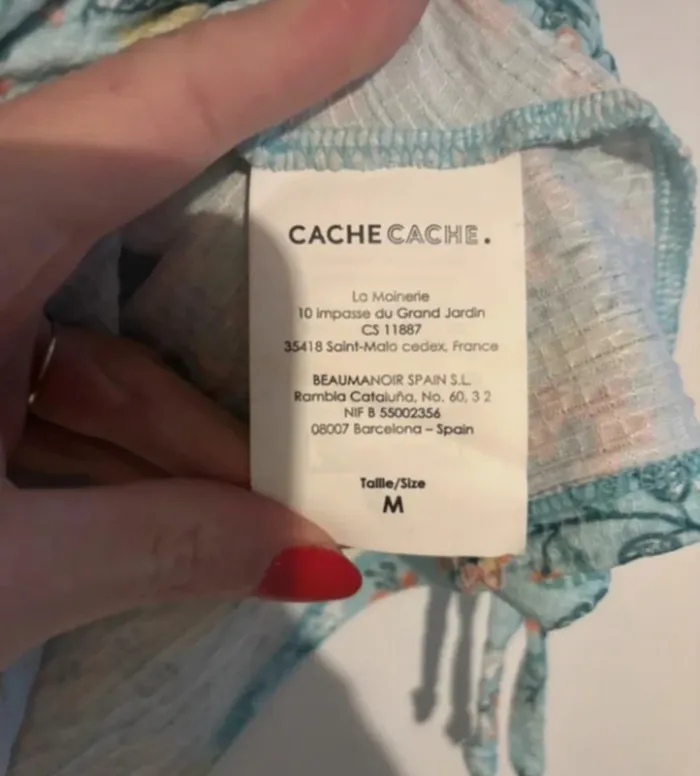 CACHE CACHE.
La Mainerie
10 impasse du Grand Jardin
CS 11887
35418 Saint-Malo cedex, France
BEAUMANOIR SPAIN S.L.
Rambla Cataluña, No. 60, 3 2
NIF B 55002356
08007 Barcelona – Spain
Taille/Size
M